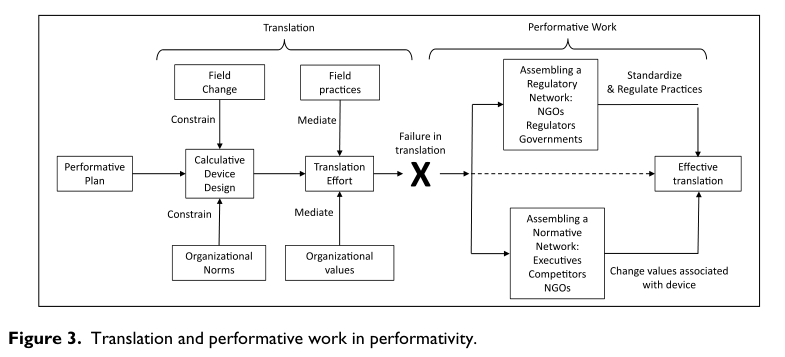 Translation
Performative Work
Field
Change
Field
practices
Assembling a
Regulatory
Network:
NGOs
Regulators
Governments
Standardize
& Regulate Practices
Constrain
Mediate
Failure in
translation
Performative
Plan
Calculative
Device
Design
Translation
Effort
X
Effective
translation
Constrain
Mediate
Organizational
Norms
Organizational
values
Assembling a
Normative
Network:
Executives
Competitors
NGOs
Change values associated
with device
Figure 3. Translation and performative work in performativity.